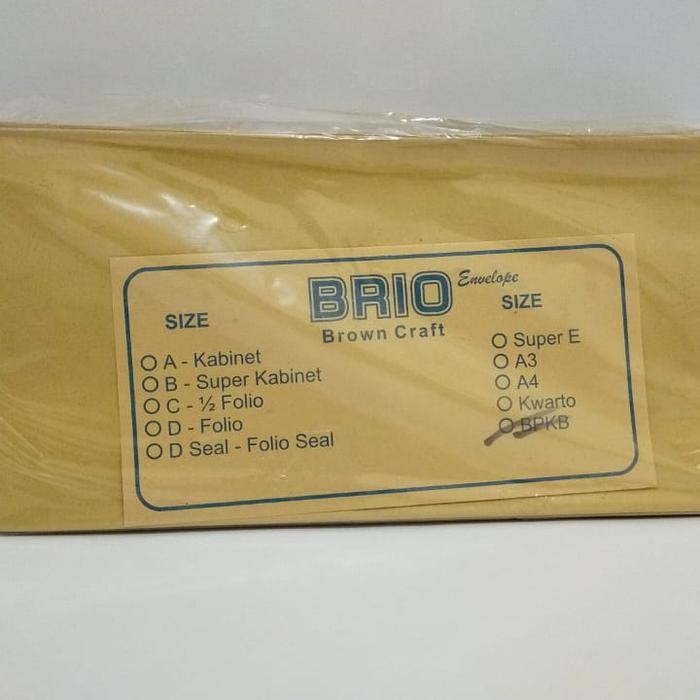 BRIO Envelope
Brown Craft
SIZE
A - Kabinet
B - Super Kabinet
C - ½ Folio
D - Folio
D Seal - Folio Seal
SIZE
Super E
A3
A4
Kwarto
BPKB